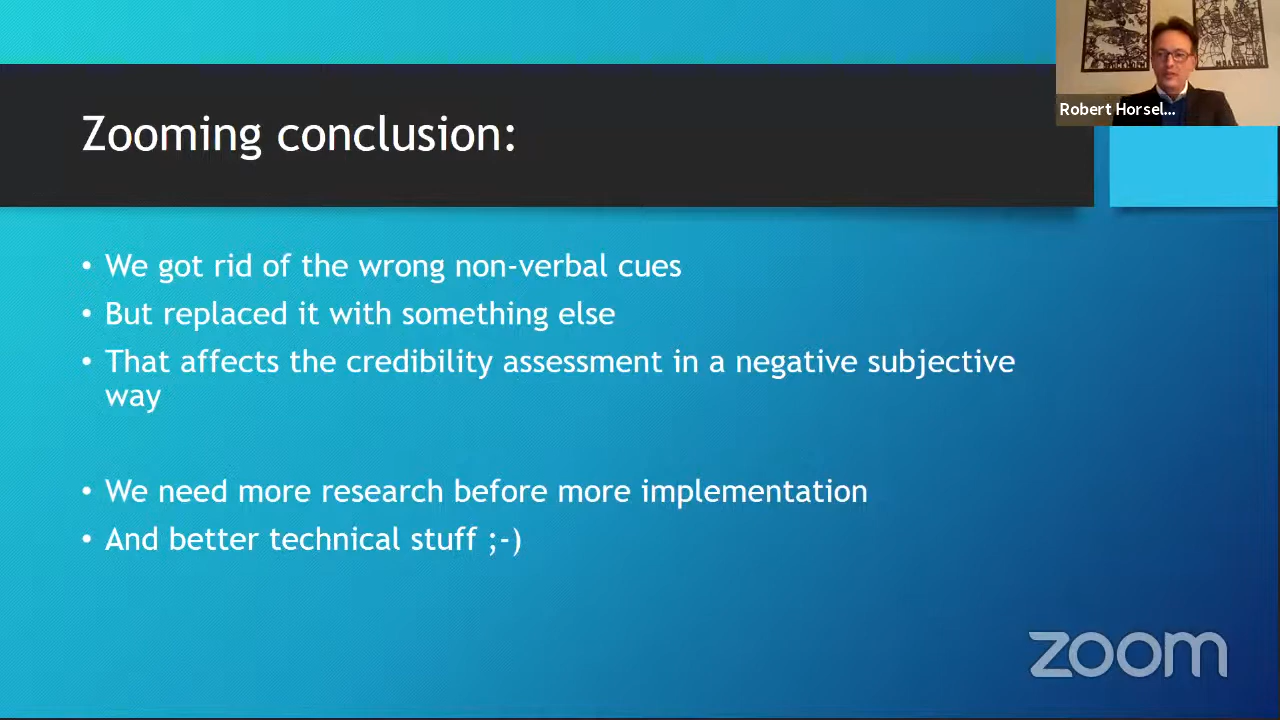 Zooming conclusion:
Robert Horsel...
• We got rid of the wrong non-verbal cues
• But replaced it with something else
• That affects the credibility assessment in a negative subjective
way
• We need more research before more implementation
• And better technical stuff ;-)
zoom